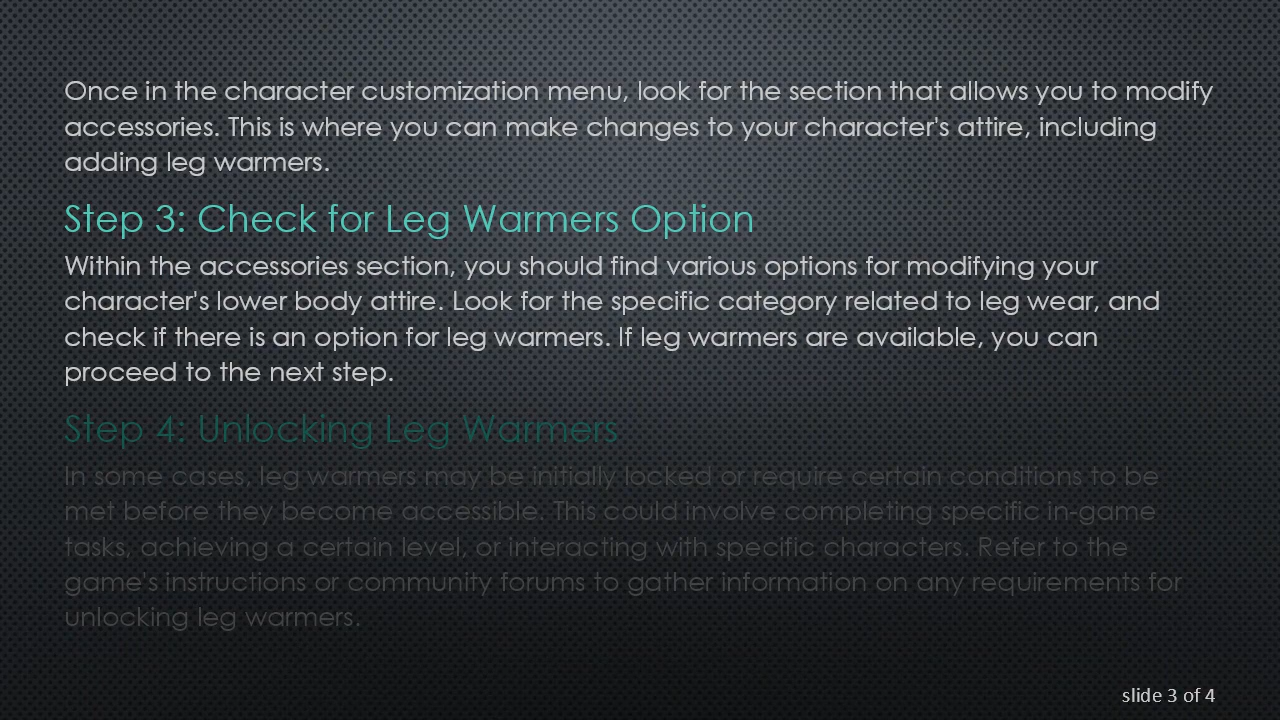 Once in the character customization menu, look for the section that allows you to modify
accessories. This is where you can make changes to your character's attire, including
adding leg warmers.
Step 3: Check for Leg Warmers Option
Within the accessories section, you should find various options for modifying your
character's lower body attire. Look for the specific category related to leg wear, and
check if there is an option for leg warmers. If leg warmers are available, you can
proceed to the next step.
Step 4: Unlocking Leg Warmers
In some cases, leg warmers may be initially locked or require certain conditions to be
met before they become accessible. This could involve completing specific in-game
tasks, achieving a certain level, or interacting with specific characters. Refer to the
game's instructions or community forums to gather information on any requirements for
unlocking leg warmers.
slide 3 of 4